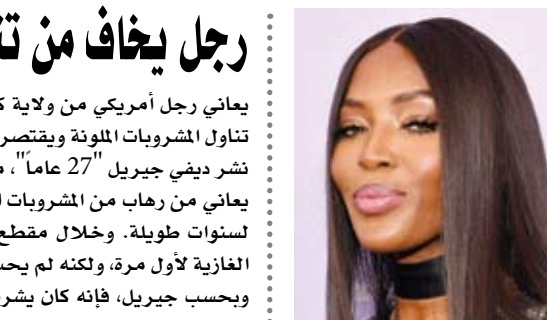 رجل يخاف من
يعاني رجل أمريكي من ولاية
تناول المشروبات الملونة ويقتصر
نشر ديفي جيريل "27 عاماً"،
يعاني من رهاب من المشروبات
لسنوات طويلة. وخلال مقطع
الغازية لأول مرة، ولكنه لم
وبحسب جيريل، فإنه كان